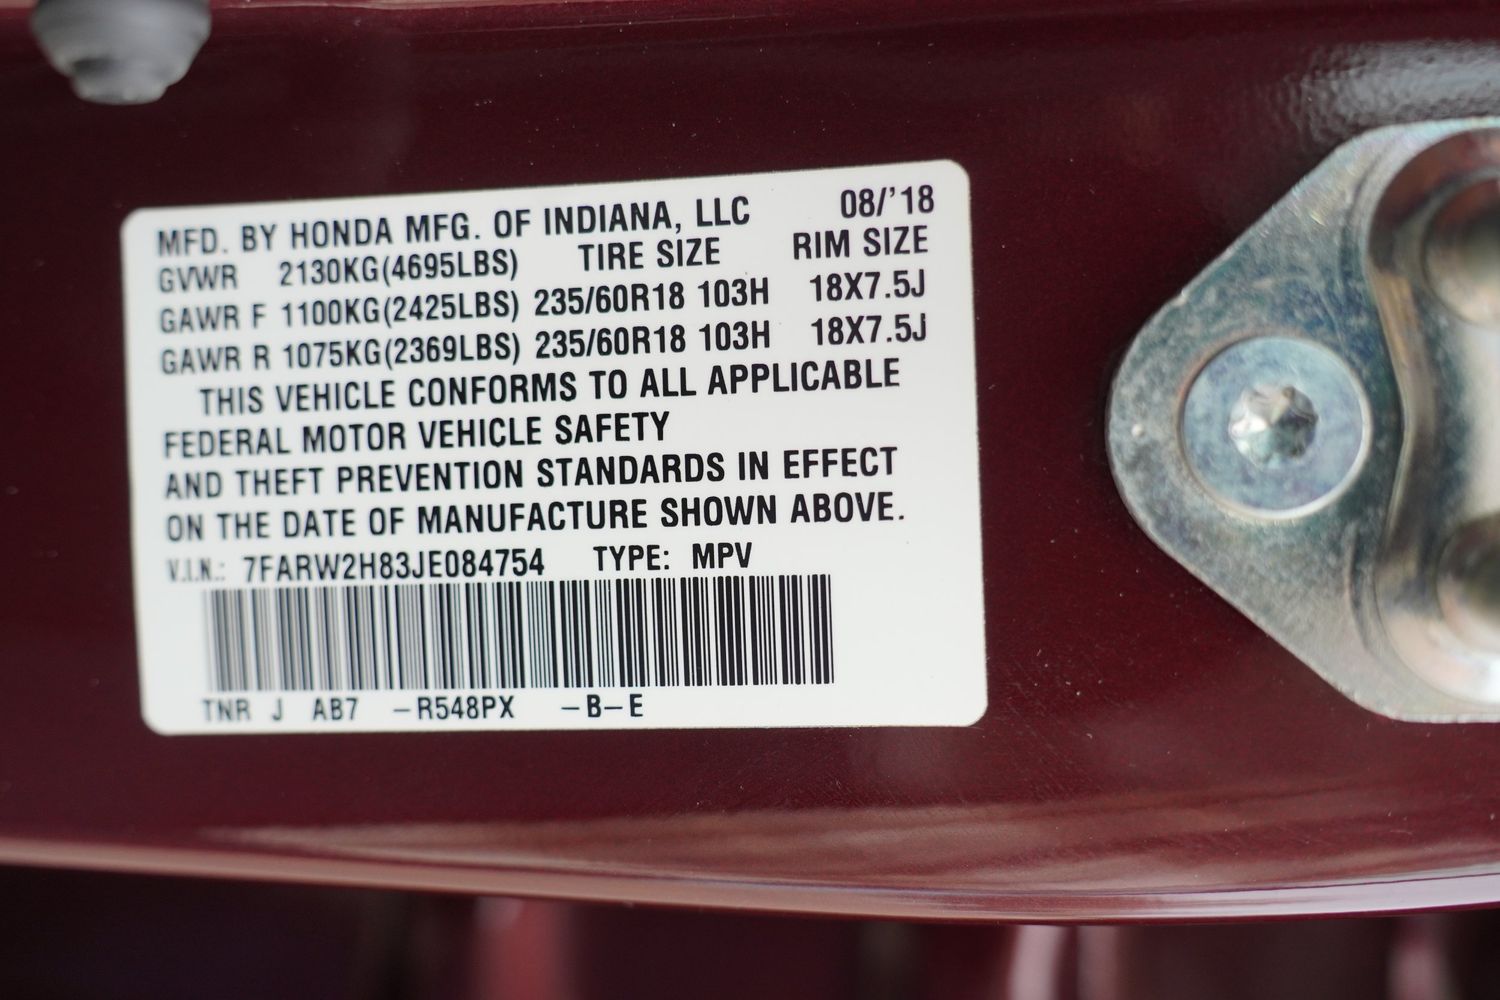 MFD. BY HONDA MFG. OF INDIANA, LLC 08/'18
GVWR 2130KG(4695LBS) TIRE SIZE RIM SIZE
GAWR F 1100KG(2425LBS) 235/60R18 103H 18X7.5J
GAWR R 1075KG(2369LBS) 235/60R18 103H 18X7.5J
THIS VEHICLE CONFORMS TO ALL APPLICABLE
FEDERAL MOTOR VEHICLE SAFETY
AND THEFT PREVENTION STANDARDS IN EFFECT
ON THE DATE OF MANUFACTURE SHOWN ABOVE.
V.I.N.: 7FARW2H83JE084754 TYPE: MPV
TNR J AB7 -R548PX -B-E